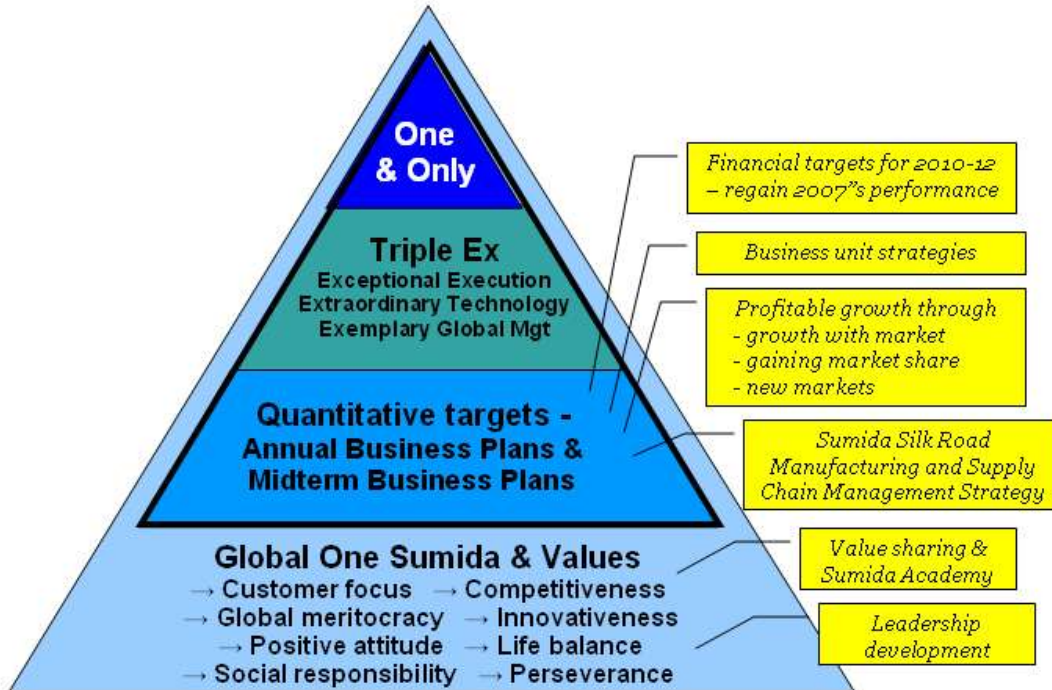 One
& Only
Triple Ex
Exceptional Execution
Extraordinary Technology
Exemplary Global Mgt
Quantitative targets -
Annual Business Plans &
Midterm Business Plans
Global One Sumida & Values
→ Customer focus → Competitiveness
→ Global meritocracy → Innovativeness
→ Positive attitude → Life balance
→ Social responsibility → Perseverance
Financial targets for 2010-12
– regain 2007"s performance
Business unit strategies
Profitable growth through
- growth with market
- gaining market share
- new markets
Sumida Silk Road
Manufacturing and Supply
Chain Management Strategy
Value sharing &
Sumida Academy
Leadership
development